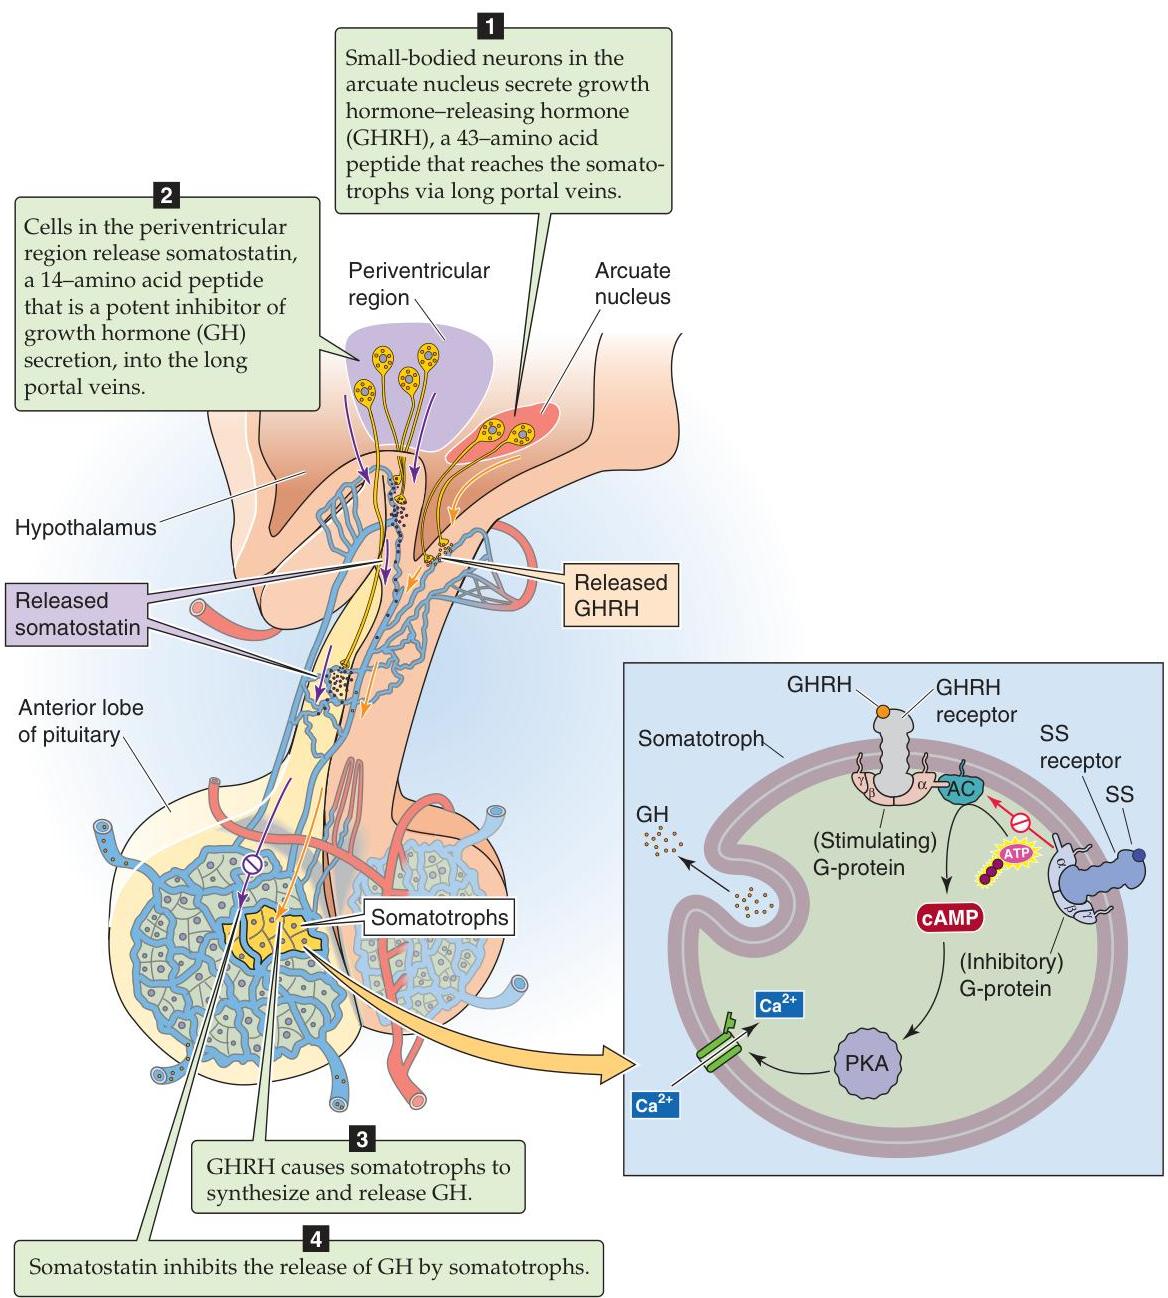 1
Small-bodied neurons in the
arcuate nucleus secrete growth
hormone–releasing hormone
(GHRH), a 43–amino acid
peptide that reaches the somato-
trophs via long portal veins.
2
Cells in the periventricular
region release somatostatin,
a 14–amino acid peptide
that is a potent inhibitor of
growth hormone (GH)
secretion, into the long
portal veins.
Periventricular
region
Arcuate
nucleus
Hypothalamus
Released
somatostatin
Released
GHRH
Anterior lobe
of pituitary
Somatotrophs
GHRH
GHRH
receptor
Somatotroph
SS
receptor
SS
GH
γ
β
α
AC
(Stimulating)
G-protein
ATP
α
β
γ
cAMP
(Inhibitory)
G-protein
Ca2+
PKA
Ca2+
3
GHRH causes somatotrophs to
synthesize and release GH.
4
Somatostatin inhibits the release of GH by somatotrophs.